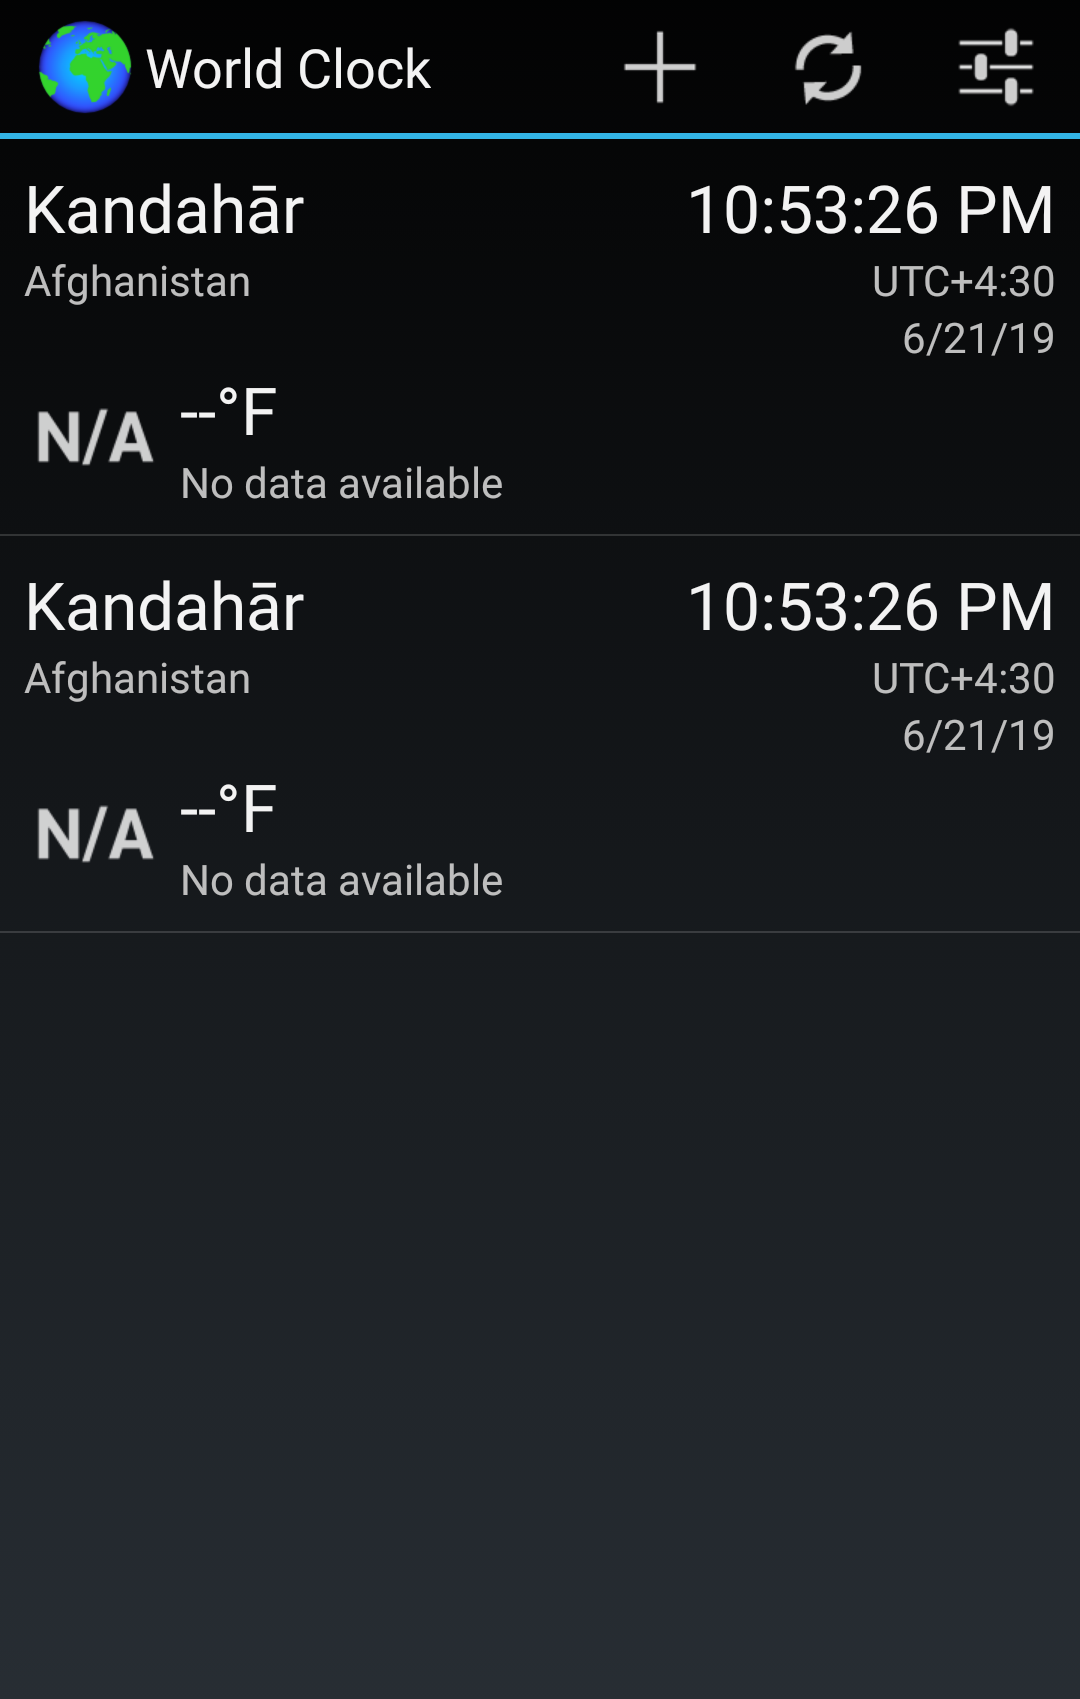 World Clock
Kandahār 10:53:26 PM
Afghanistan UTC+4:30
6/21/19
N/A --°F
No data available
Kandahār 10:53:26 PM
Afghanistan UTC+4:30
6/21/19
N/A --°F
No data available